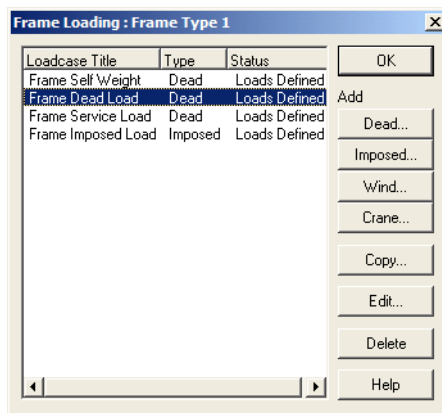 Frame Loading : Frame Type 1
Loadcase Title Type Status
Frame Self Weight Dead Loads Defined
Frame Dead Load Dead Loads Defined
Frame Service Load Dead Loads Defined
Frame Imposed Load Imposed Loads Defined
OK
Add
Dead...
Imposed...
Wind...
Crane...
Copy...
Edit...
Delete
Help